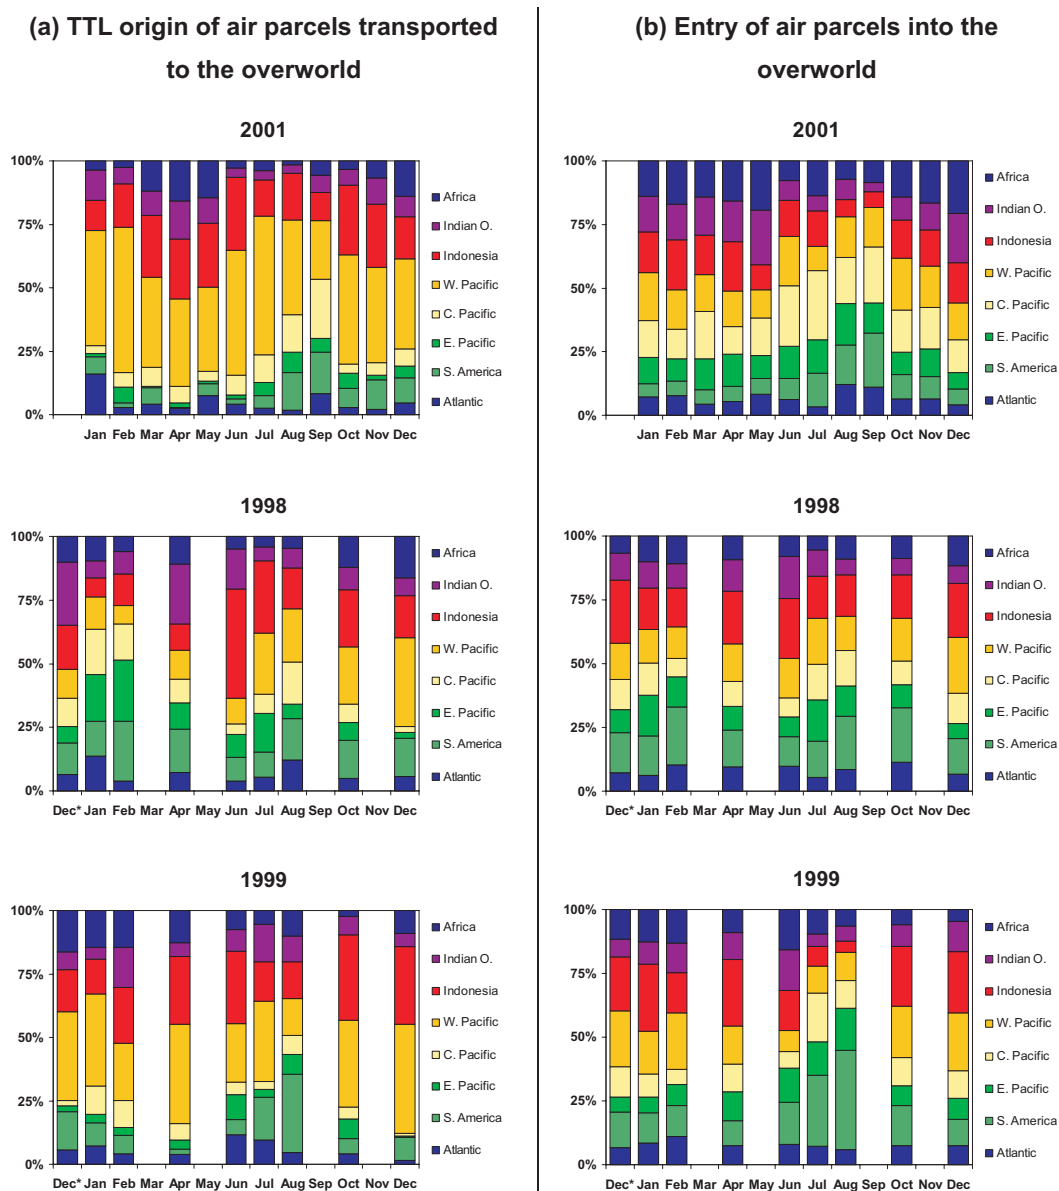 (a) TTL origin of air parcels transported
to the overworld
2001
100%
75%
50%
25%
0%
Jan Feb Mar Apr May Jun Jul Aug Sep Oct Nov Dec
Africa
Indian O.
Indonesia
W. Pacific
C. Pacific
E. Pacific
S. America
Atlantic
1998
100%
75%
50%
25%
0%
Dec* Jan Feb Mar Apr May Jun Jul Aug Sep Oct Nov Dec
Africa
Indian O.
Indonesia
W. Pacific
C. Pacific
E. Pacific
S. America
Atlantic
1999
100%
75%
50%
25%
0%
Dec* Jan Feb Mar Apr May Jun Jul Aug Sep Oct Nov Dec
Africa
Indian O.
Indonesia
W. Pacific
C. Pacific
E. Pacific
S. America
Atlantic
(b) Entry of air parcels into the
overworld
2001
100%
75%
50%
25%
0%
Jan Feb Mar Apr May Jun Jul Aug Sep Oct Nov Dec
Africa
Indian O.
Indonesia
W. Pacific
C. Pacific
E. Pacific
S. America
Atlantic
1998
100%
75%
50%
25%
0%
Dec* Jan Feb Mar Apr May Jun Jul Aug Sep Oct Nov Dec
Africa
Indian O.
Indonesia
W. Pacific
C. Pacific
E. Pacific
S. America
Atlantic
1999
100%
75%
50%
25%
0%
Dec* Jan Feb Mar Apr May Jun Jul Aug Sep Oct Nov Dec
Africa
Indian O.
Indonesia
W. Pacific
C. Pacific
E. Pacific
S. America
Atlantic